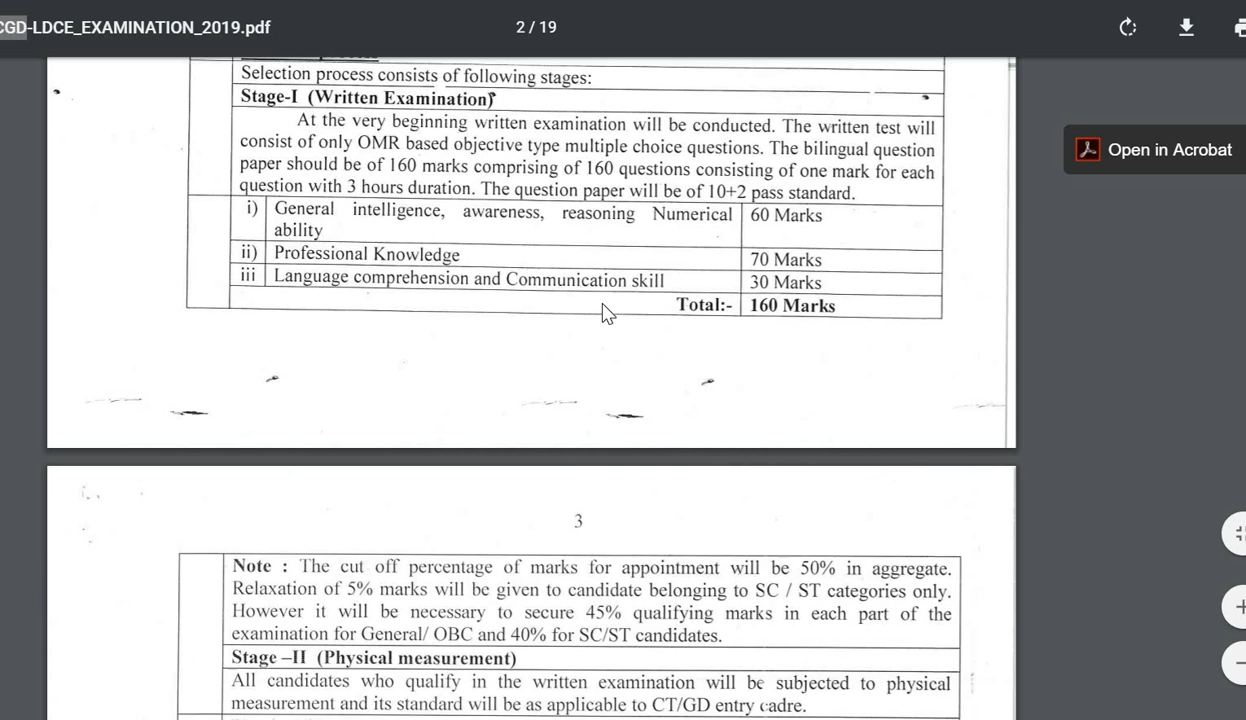 CGD-LDCE_EXAMINATION_2019.pdf
2 / 19
Open in Acrobat
Selection process consists of following stages:
Stage-I (Written Examination)
At the very beginning written examination will be conducted. The written test will
consist of only OMR based objective type multiple choice questions. The bilingual question
paper should be of 160 marks comprising of 160 questions consisting of one mark for each
question with 3 hours duration. The question paper will be of 10+2 pass standard.
i) General intelligence, awareness, reasoning Numerical 60 Marks
ability
ii) Professional Knowledge 70 Marks
iii Language comprehension and Communication skill 30 Marks
Total:- 160 Marks
3
Note : The cut off percentage of marks for appointment will be 50% in aggregate.
Relaxation of 5% marks will be given to candidate belonging to SC / ST categories only.
However it will be necessary to secure 45% qualifying marks in each part of the
examination for General/ OBC and 40% for SC/ST candidates.
Stage –II (Physical measurement)
All candidates who qualify in the written examination will be subjected to physical
measurement and its standard will be as applicable to CT/GD entry cadre.